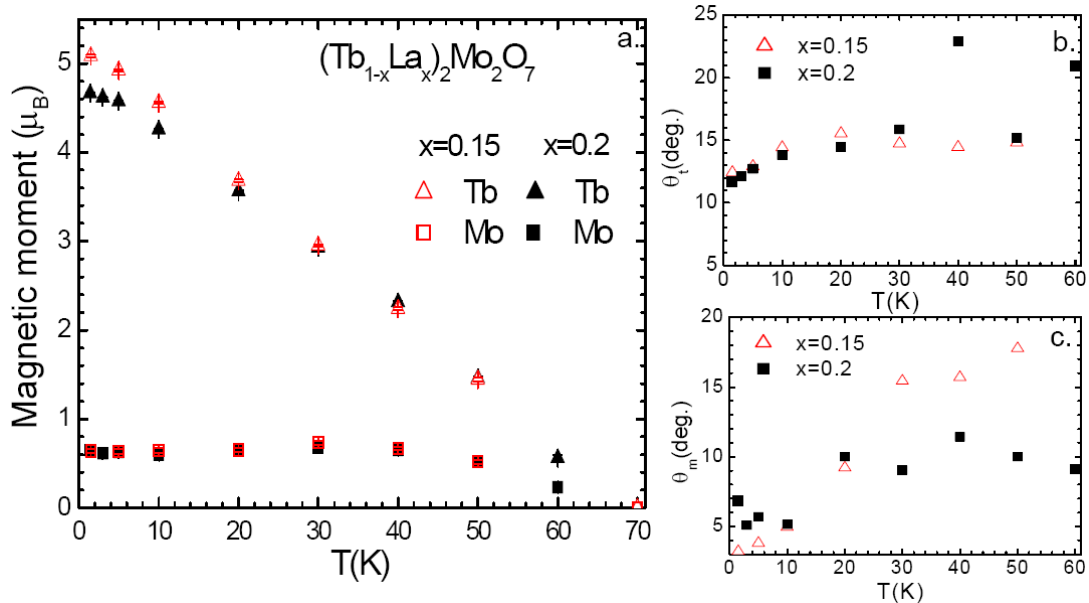 a.
(Tb1-xLax)2Mo2O7
x=0.15 x=0.2
Tb Tb
Mo Mo
Magnetic moment (μB)
5
4
3
2
1
0
0 10 20 30 40 50 60 70
T(K)
b.
x=0.15
x=0.2
θt(deg.)
25
20
15
10
5
0 10 20 30 40 50 60
T(K)
c.
x=0.15
x=0.2
θm(deg.)
20
15
10
5
0 10 20 30 40 50 60
T(K)